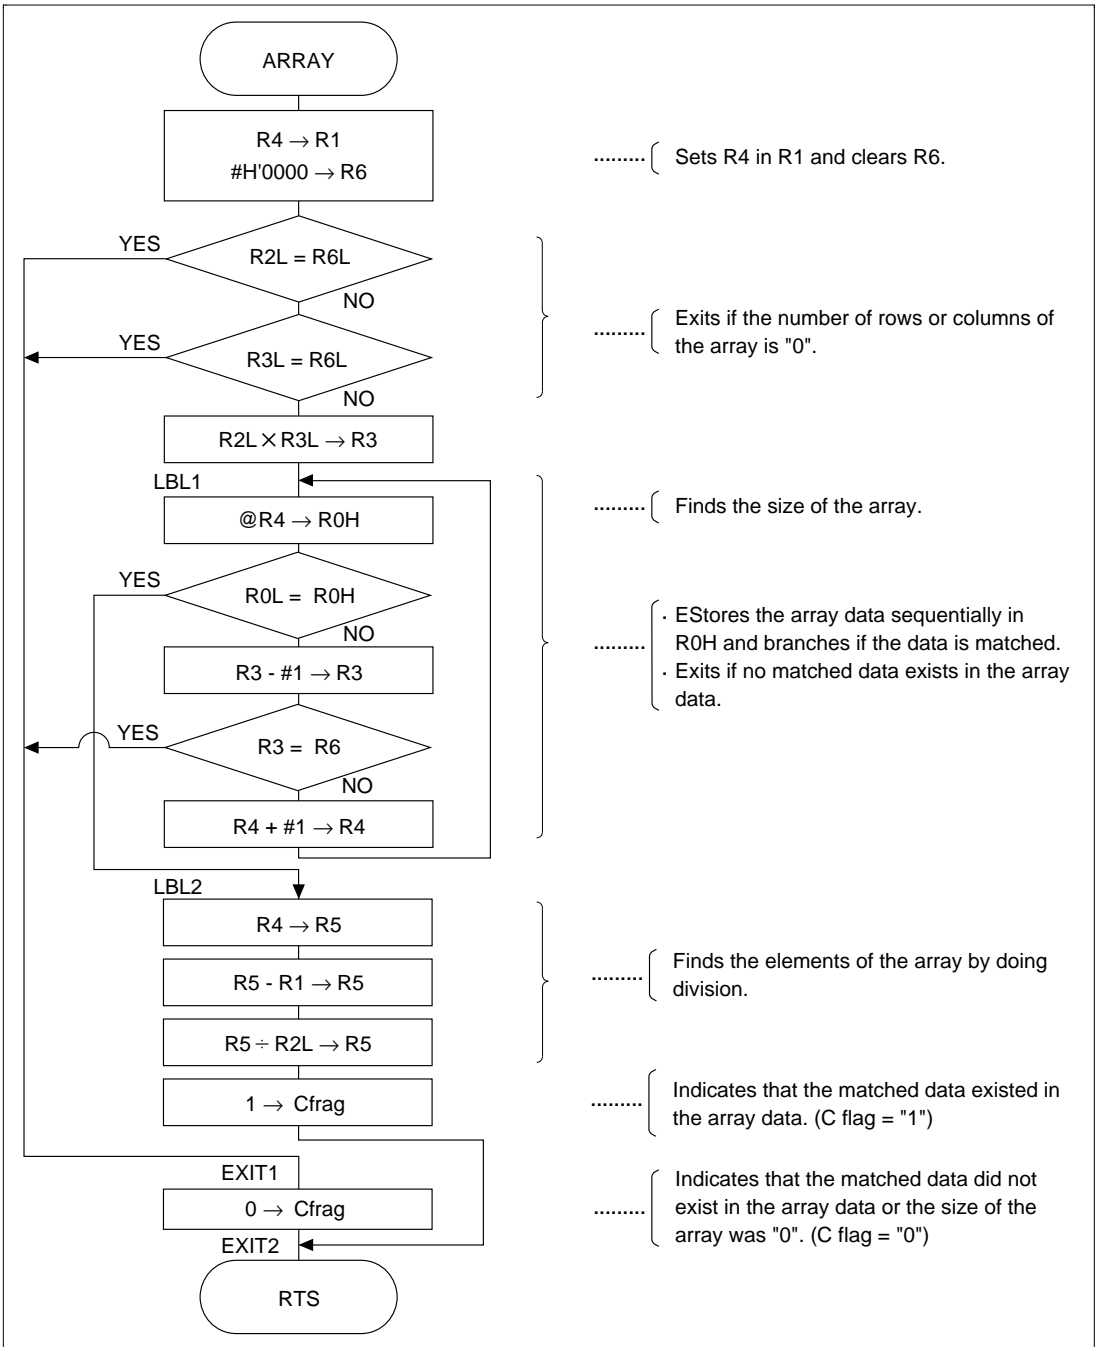 ARRAY
R4 → R1
#H'0000 → R6
......... Sets R4 in R1 and clears R6.
YES
R2L = R6L
NO
......... Exits if the number of rows or columns of
the array is "0".
YES
R3L = R6L
NO
R2L × R3L → R3
LBL1
......... Finds the size of the array.
@R4 → R0H
YES
R0L = R0H
NO
......... · EStores the array data sequentially in
R0H and branches if the data is matched.
· Exits if no matched data exists in the array
data.
R3 - #1 → R3
YES
R3 = R6
NO
R4 + #1 → R4
LBL2
R4 → R5
R5 - R1 → R5
......... Finds the elements of the array by doing
division.
R5 ÷ R2L → R5
1 → Cfrag
......... Indicates that the matched data existed in
the array data. (C flag = "1")
EXIT1
0 → Cfrag
......... Indicates that the matched data did not
exist in the array data or the size of the
array was "0". (C flag = "0")
EXIT2
RTS